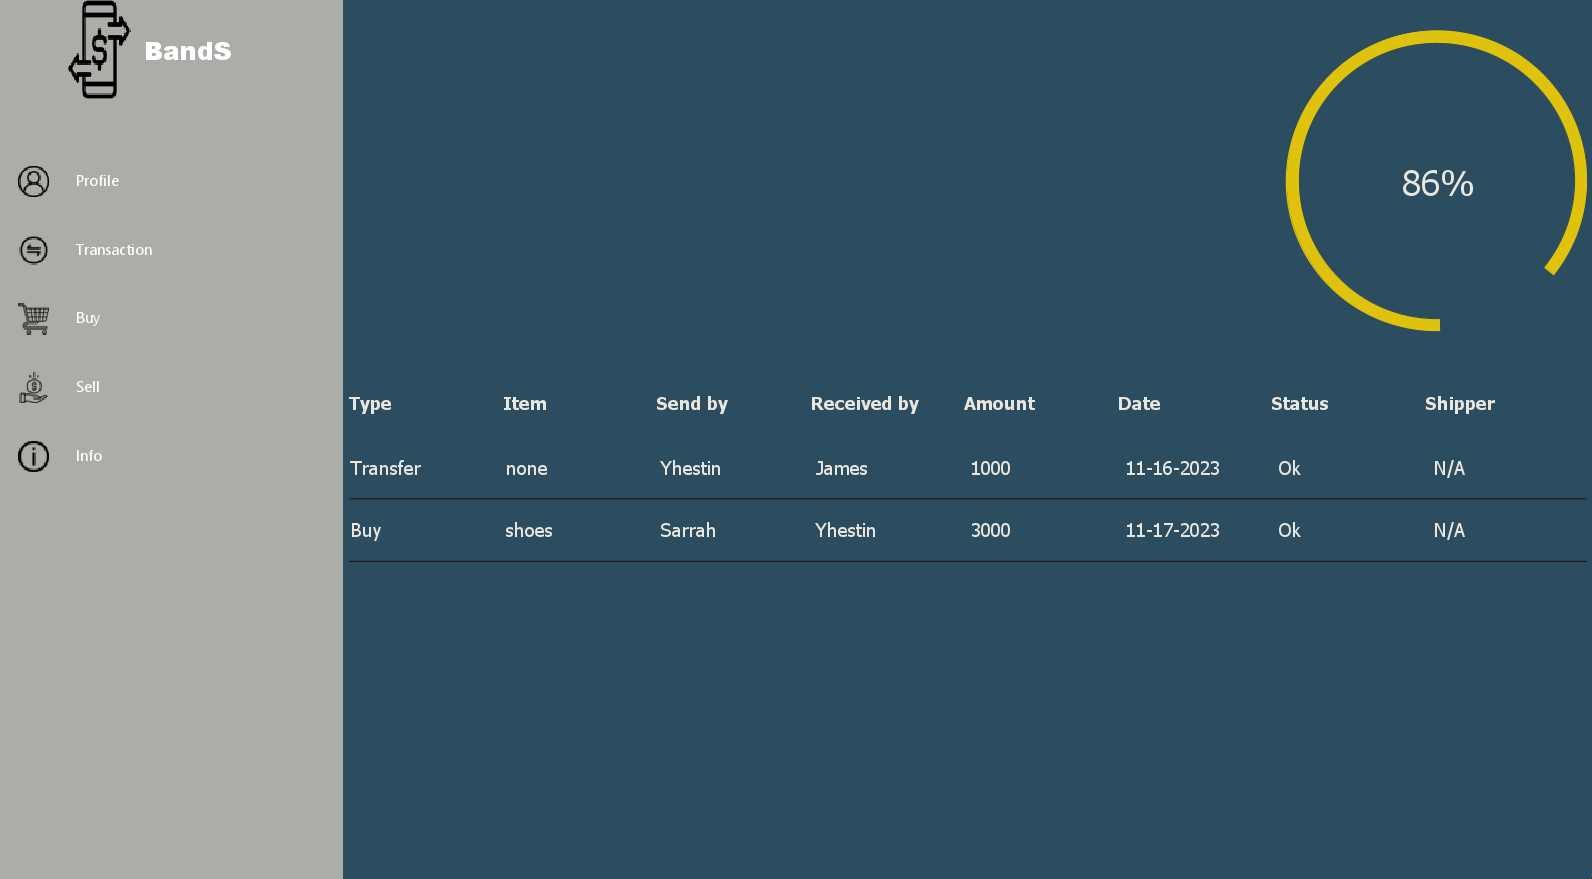 BandS
Profile
Transaction
Buy
Sell
Info
86%
Type Item Send by Received by Amount Date Status Shipper
Transfer none Yhestin James 1000 11-16-2023 Ok N/A
Buy shoes Sarrah Yhestin 3000 11-17-2023 Ok N/A